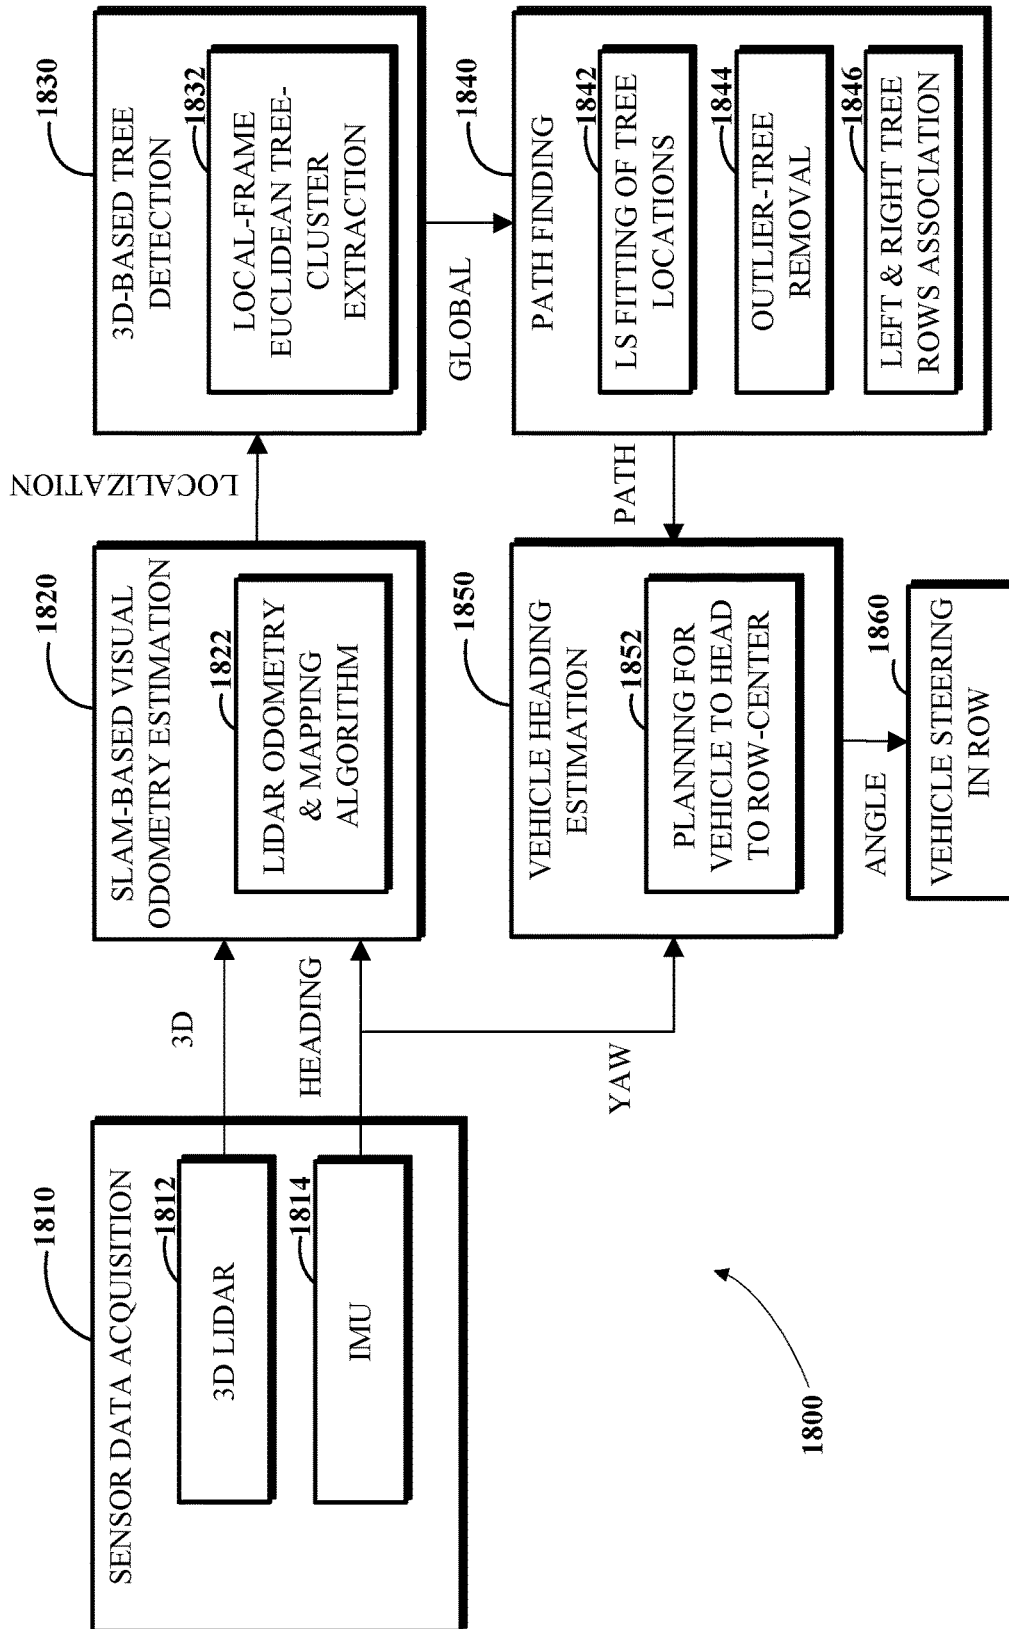 1810
SENSOR DATA ACQUISITION
1812
3D LIDAR
1814
IMU
3D
HEADING
YAW
1820
SLAM-BASED VISUAL
ODOMETRY ESTIMATION
1822
LIDAR ODOMETRY
& MAPPING
ALGORITHM
LOCALIZATION
1830
3D-BASED TREE
DETECTION
1832
LOCAL-FRAME
EUCLIDEAN TREE-
CLUSTER
EXTRACTION
GLOBAL
1840
PATH FINDING
1842
LS FITTING OF TREE
LOCATIONS
1844
OUTLIER-TREE
REMOVAL
1846
LEFT & RIGHT TREE
ROWS ASSOCIATION
PATH
1850
VEHICLE HEADING
ESTIMATION
1852
PLANNING FOR
VEHICLE TO HEAD
TO ROW-CENTER
ANGLE
1860
VEHICLE STEERING
IN ROW
1800